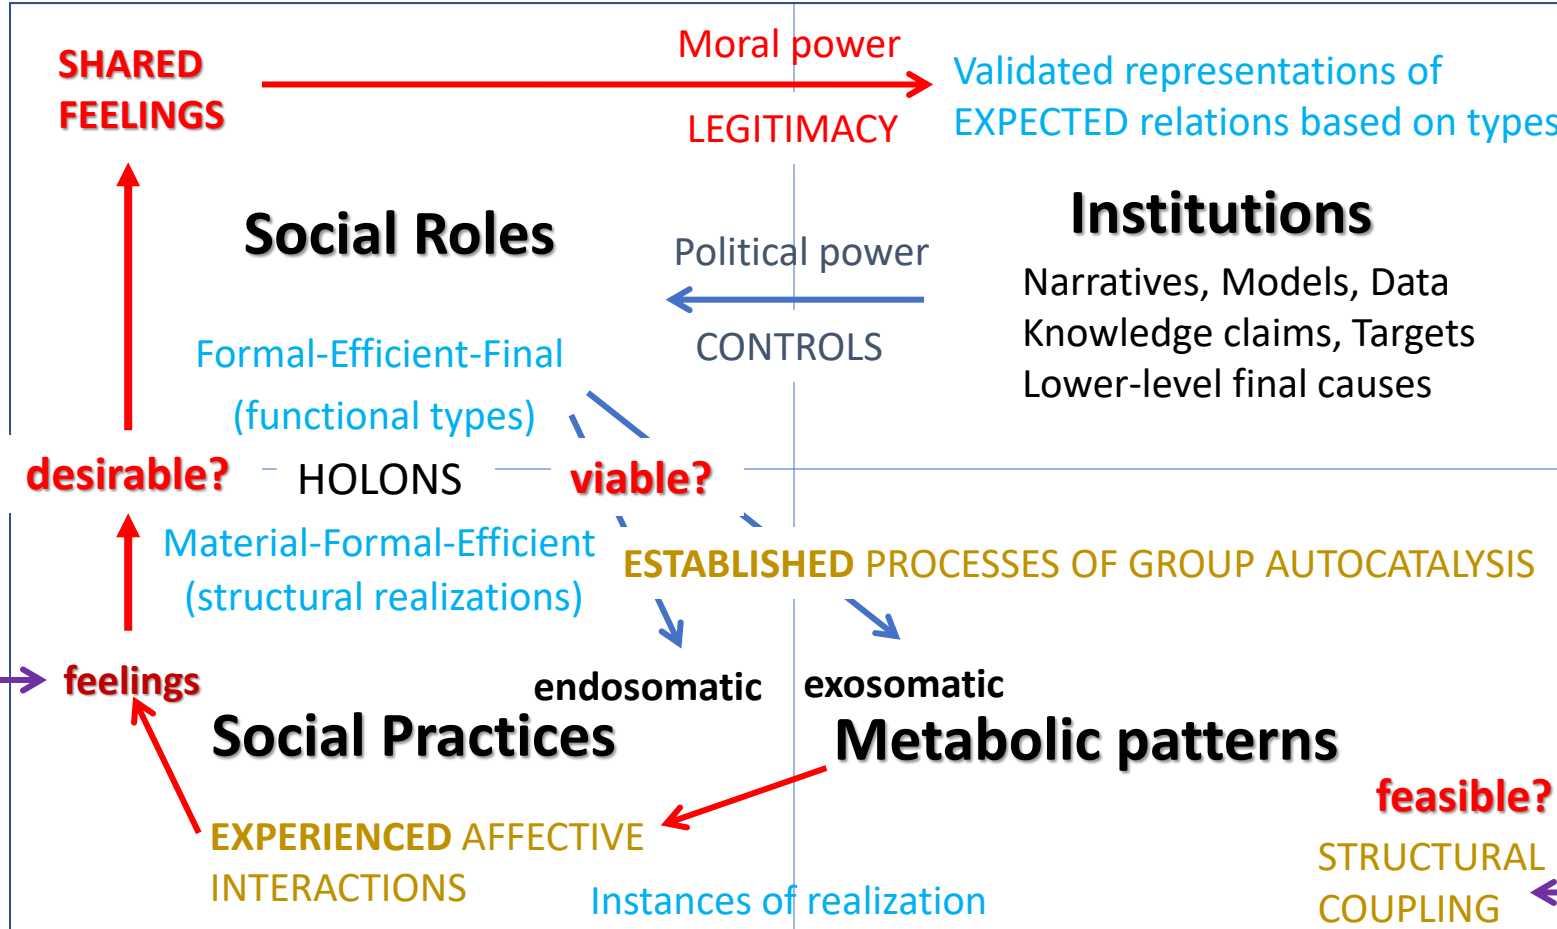 SHARED
FEELINGS
Moral power
LEGITIMACY
Validated representations of
EXPECTED relations based on types
Social Roles
Institutions
Political power
CONTROLS
Narratives, Models, Data
Knowledge claims, Targets
Lower-level final causes
Formal-Efficient-Final
(functional types)
desirable?
HOLONS
viable?
Material-Formal-Efficient
(structural realizations)
ESTABLISHED PROCESSES OF GROUP AUTOCATALYSIS
feelings
endosomatic
exosomatic
Social Practices
Metabolic patterns
feasible?
EXPERIENCED AFFECTIVE
INTERACTIONS
Instances of realization
STRUCTURAL
COUPLING